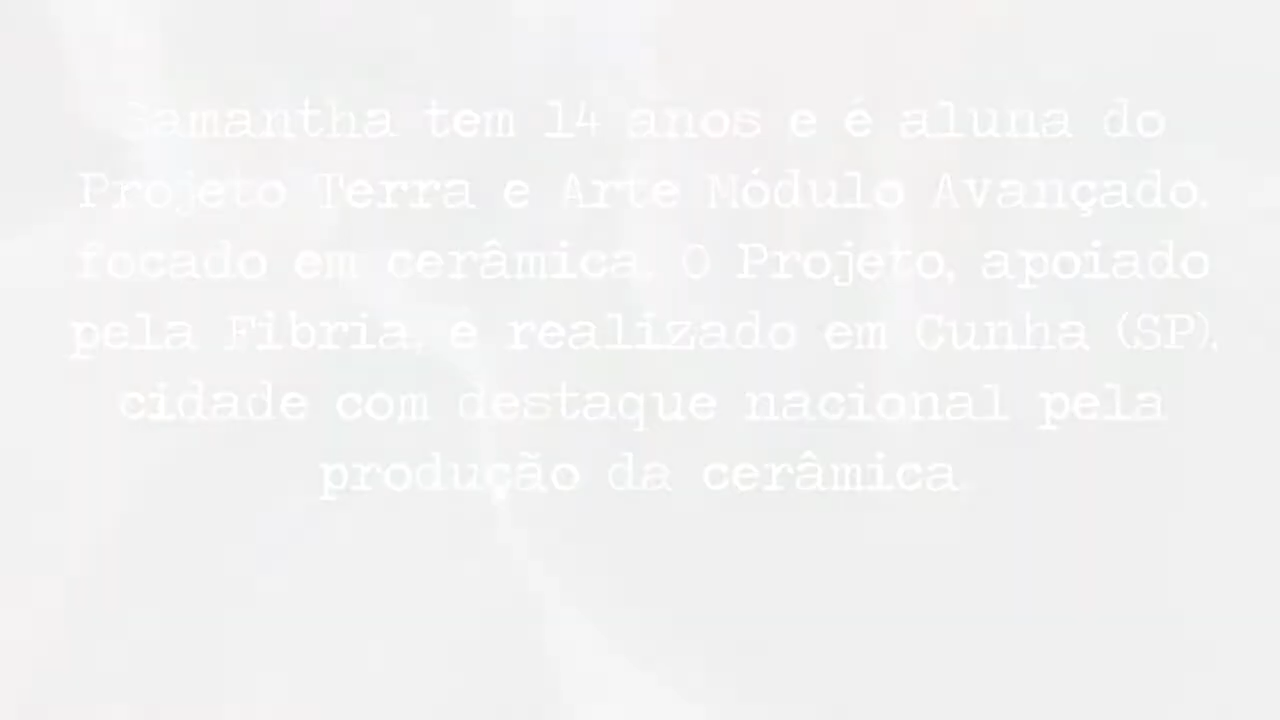 Samantha tem 14 anos e é aluna do
Projeto Terra e Arte Módulo Avançado,
focado em cerâmica. O Projeto, apoiado
pela Fibria, e realizado em Cunha (SP),
cidade com destaque nacional pela
produção da cerâmica